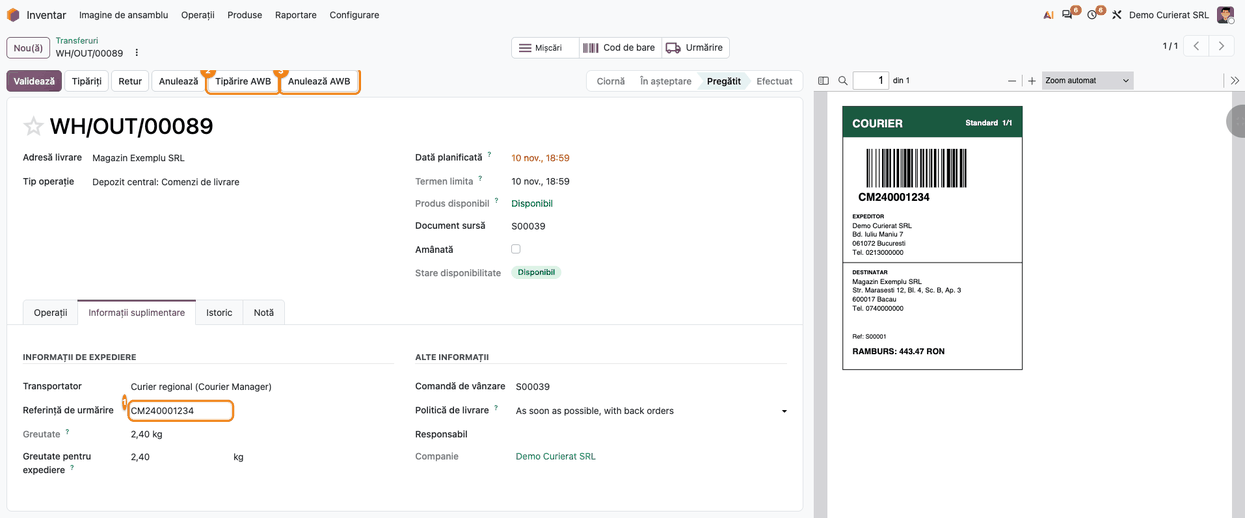 Inventar Imagine de ansamblu Operații Produse Raportare Configurare
AI 6 6 Demo Curierat SRL
Nou(ă) Transferuri
WH/OUT/00089
Mișcări Cod de bare Urmărire
1 / 1
Validează Tipăriți Retur Anulează Tipărire AWB Anulează AWB
Ciornă În așteptare Pregătit Efectuat
WH/OUT/00089
Adresă livrare Magazin Exemplu SRL
Tip operație Depozit central: Comenzi de livrare
Dată planificată ? 10 nov., 18:59
Termen limita ? 10 nov., 18:59
Produs disponibil ? Disponibil
Document sursă S00039
Amânată
Stare disponibilitate Disponibil
Operații Informații suplimentare Istoric Notă
INFORMAȚII DE EXPEDIERE
Transportator Curier regional (Courier Manager)
1
Referință de urmărire CM240001234
Greutate ? 2,40 kg
Greutate pentru
expediere ? 2,40 kg
ALTE INFORMAȚII
Comandă de vânzare S00039
Politică de livrare ? As soon as possible, with back orders
Responsabil
Companie Demo Curierat SRL
1 din 1 Zoom automat
COURIER Standard 1/1
CM240001234
EXPEDITOR
Demo Curierat SRL
Bd. Iuliu Maniu 7
061072 Bucuresti
Tel. 0213000000
DESTINATAR
Magazin Exemplu SRL
Str. Marasesti 12, Bl. 4, Sc. B, Ap. 3
600017 Bacau
Tel. 0740000000
Ref: S00001
RAMBURS: 443.47 RON